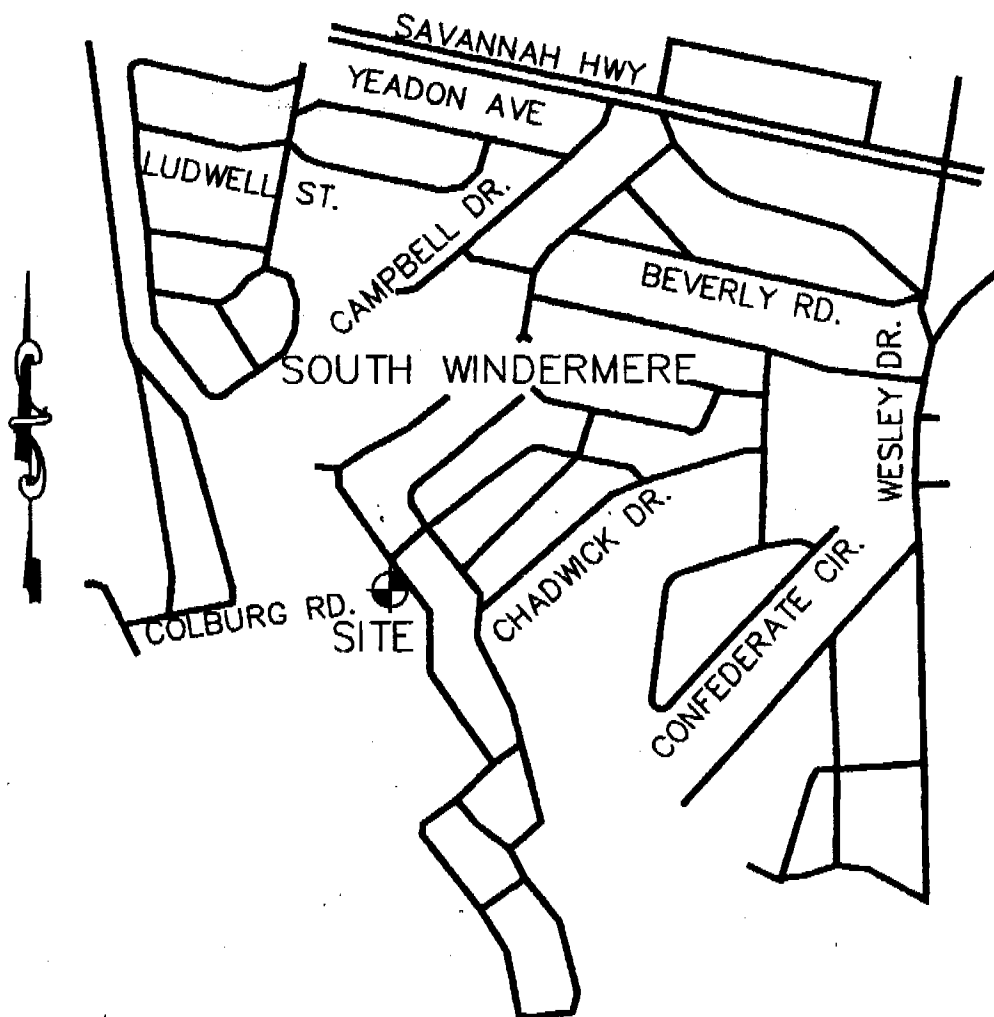 SAVANNAH HWY
YEADON AVE
LUDWELL ST.
CAMPBELL DR.
BEVERLY RD.
SOUTH WINDERMERE
WESLEY DR.
CHADWICK DR.
CONFEDERATE CIR.
COLBURG RD.
SITE